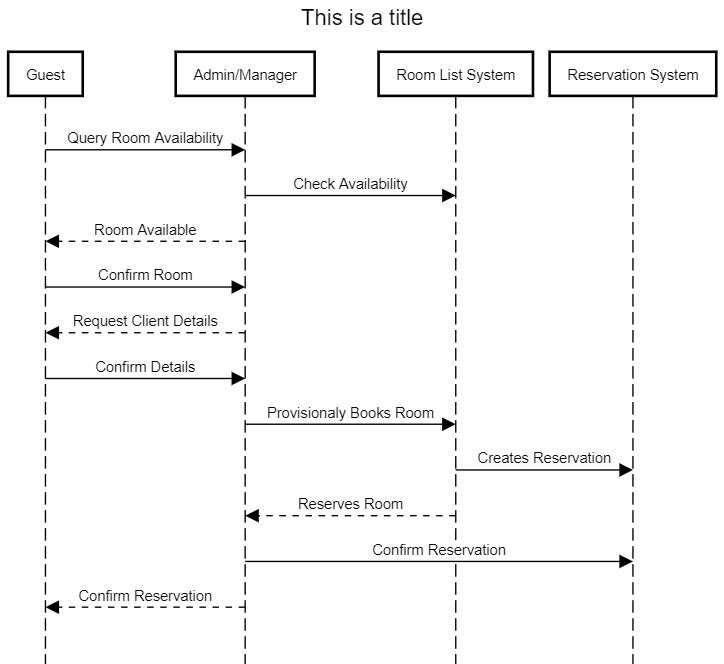 This is a title
Guest
Admin/Manager
Room List System
Reservation System
Query Room Availability
Check Availability
Room Available
Confirm Room
Request Client Details
Confirm Details
Provisionaly Books Room
Creates Reservation
Reserves Room
Confirm Reservation
Confirm Reservation